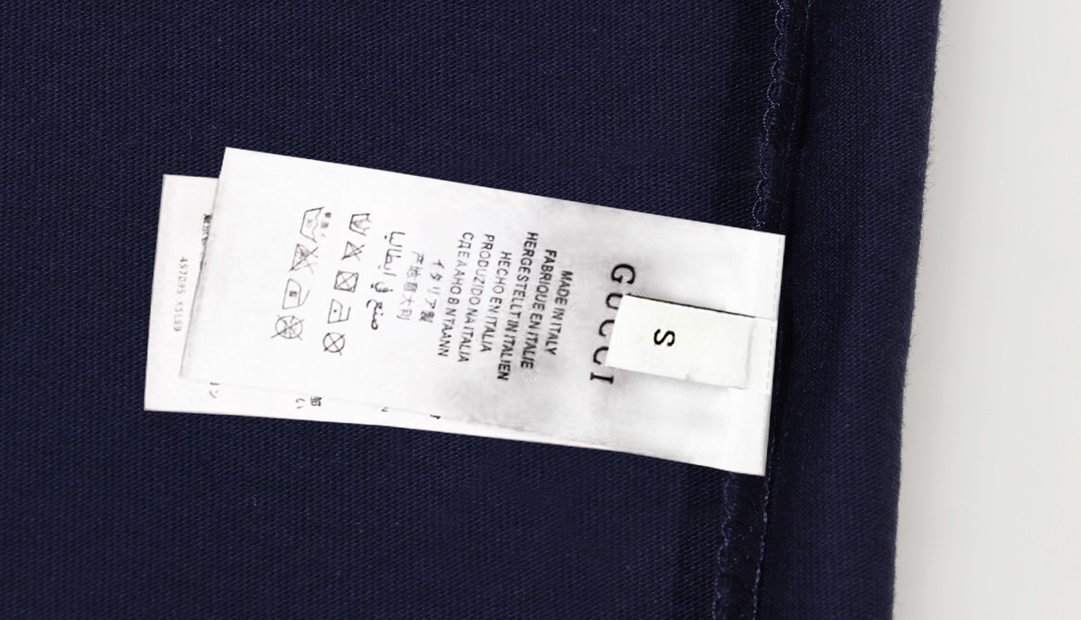 GUCCI
S
MADE IN ITALY
FABRIQUE EN ITALIE
HERGESTELLT IN ITALIEN
HECHO EN ITALIA
PRODUZIDO NA ITALIA
СДЕЛАНО В ИТАЛИИ
イタリア製
产地意大利
صنع في ايطاليا